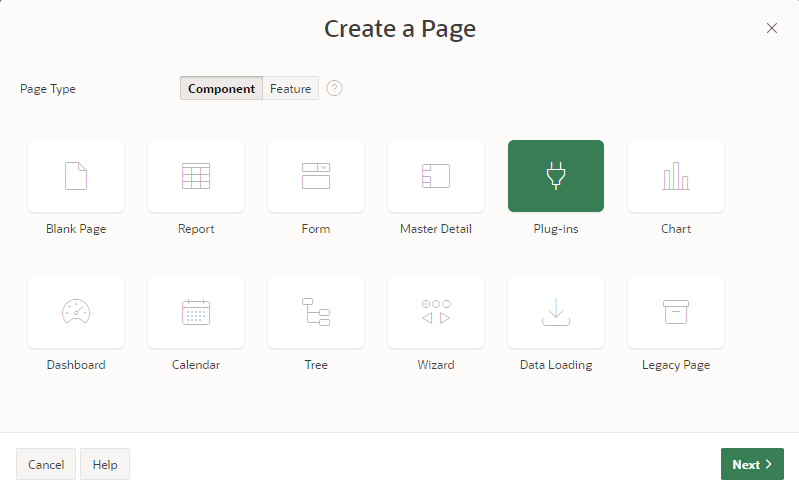 Create a Page
Page Type
Component Feature ?
Blank Page Report Form Master Detail Plug-ins Chart
Dashboard Calendar Tree Wizard Data Loading Legacy Page
Cancel Help Next